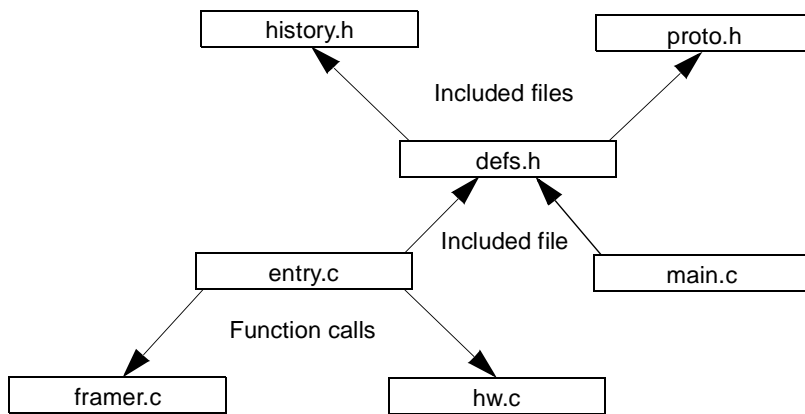 history.h
proto.h
Included files
defs.h
Included file
entry.c
main.c
Function calls
framer.c
hw.c